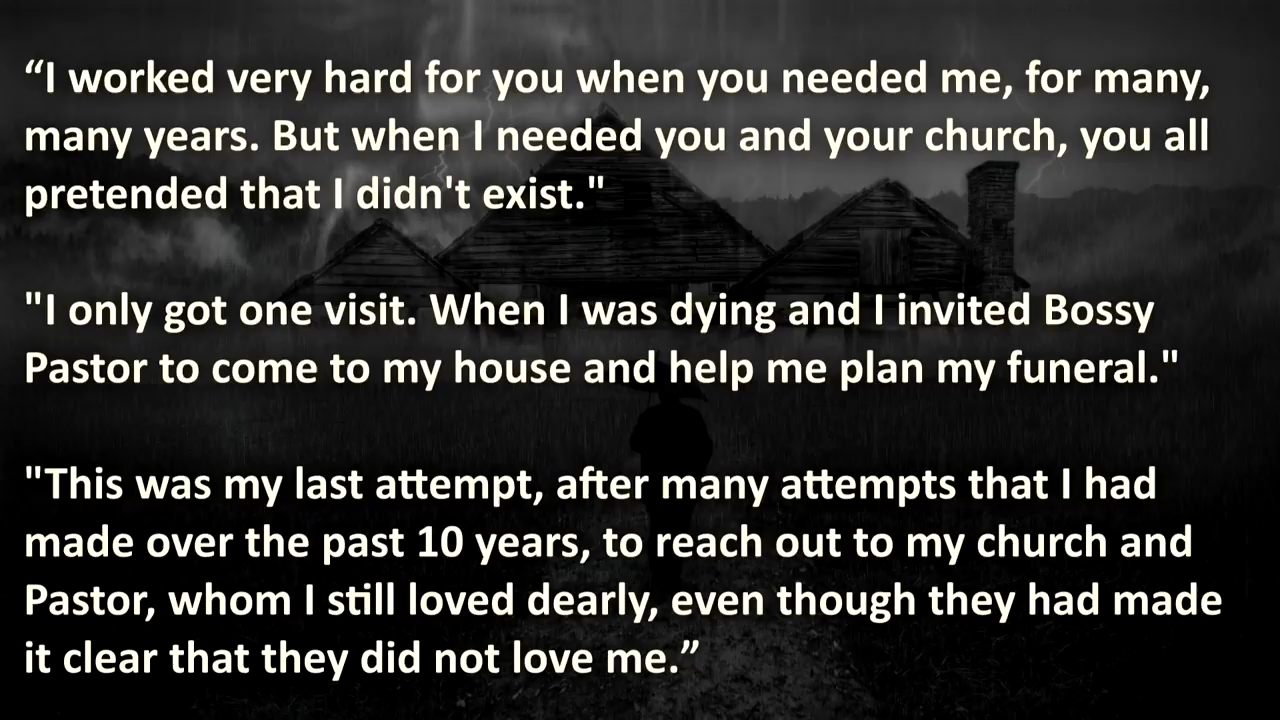 “I worked very hard for you when you needed me, for many,
many years. But when I needed you and your church, you all
pretended that I didn't exist."
"I only got one visit. When I was dying and I invited Bossy
Pastor to come to my house and help me plan my funeral."
"This was my last attempt, after many attempts that I had
made over the past 10 years, to reach out to my church and
Pastor, whom I still loved dearly, even though they had made
it clear that they did not love me.”